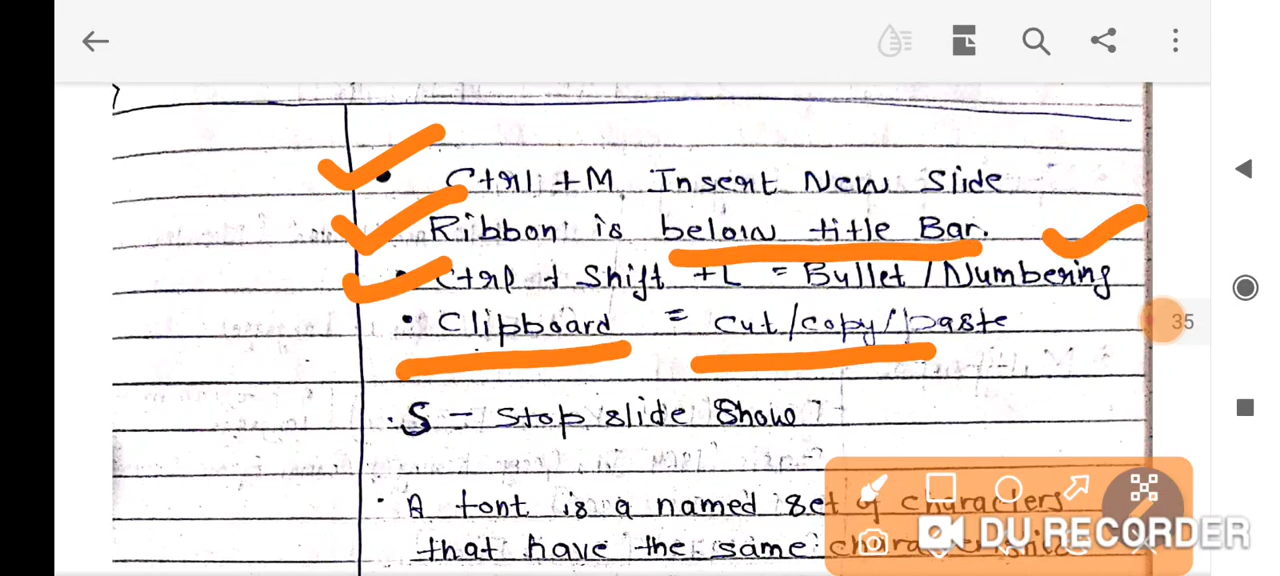 • Ctrl + M Insert New Slide
Ribbon is below title Bar.
• Ctrl + Shift + L = Bullet / Numbering
• Clipboard = cut/copy/paste
35
• S - Stop slide Show
• A font is a named set of characters
that have the same
DU RECORDER